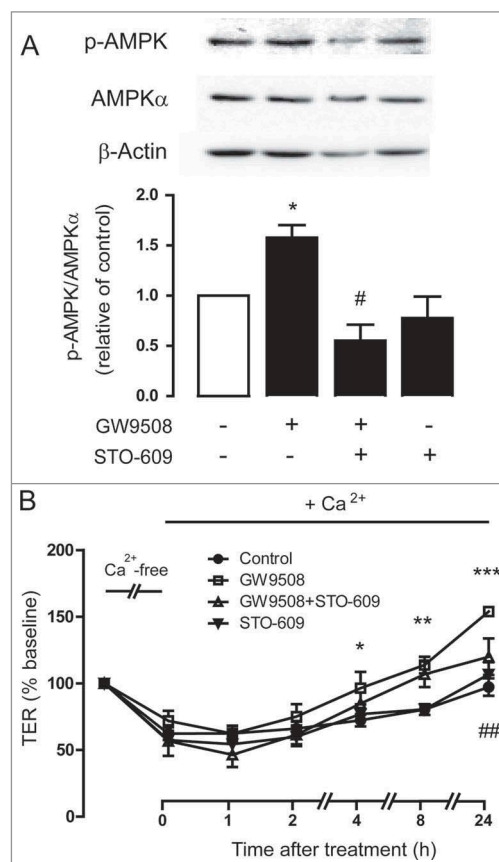 A
p-AMPK
AMPKα
β-Actin
p-AMPK/AMPKα
(relative of control)
2.0
1.5
1.0
0.5
0.0
*
#
GW9508 - + + -
STO-609 - - + +
B
+ Ca2+
Ca2+
-free
Control
GW9508
GW9508+STO-609
STO-609
TER (% baseline)
200
150
100
50
0
*
**
***
##
0 1 2 4 8 24
Time after treatment (h)